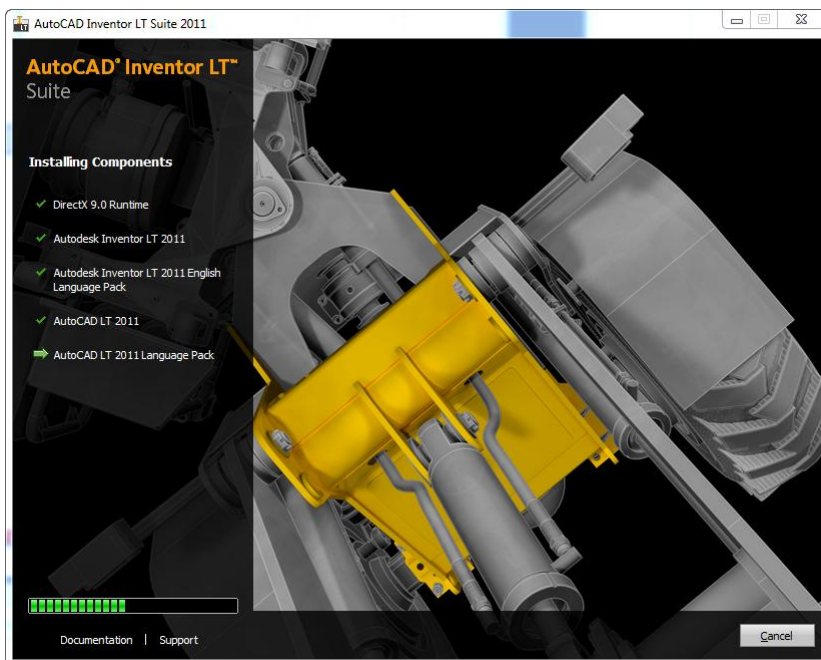 AutoCAD Inventor LT Suite 2011
AutoCAD® Inventor LT™
Suite
Installing Components
DirectX 9.0 Runtime
Autodesk Inventor LT 2011
Autodesk Inventor LT 2011 English
Language Pack
AutoCAD LT 2011
AutoCAD LT 2011 Language Pack
Documentation | Support
Cancel